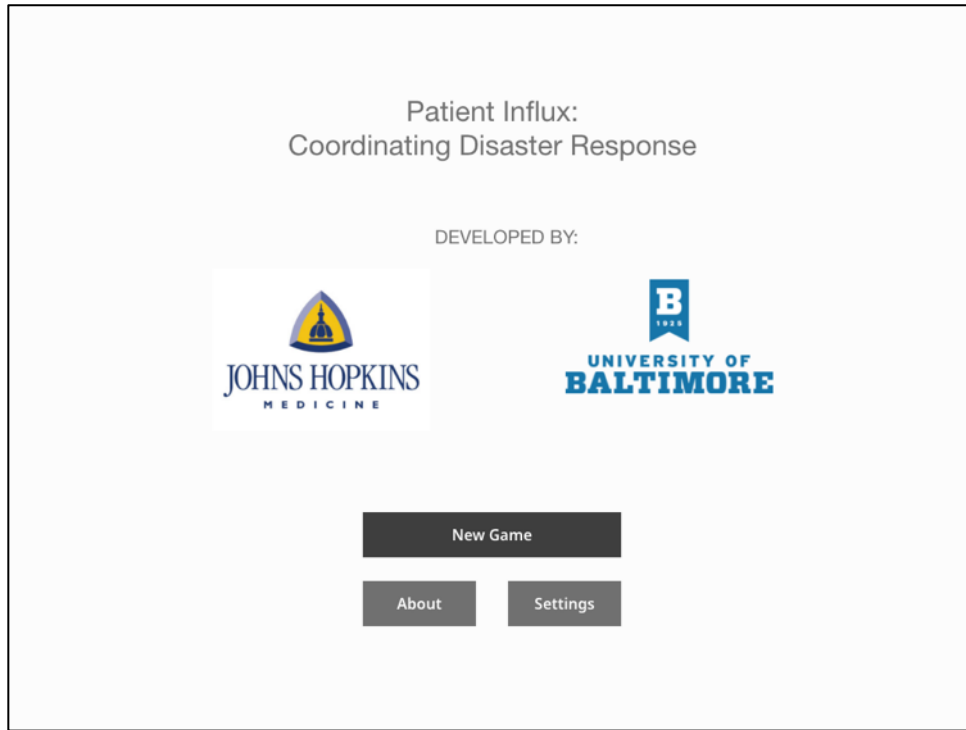 Patient Influx:
Coordinating Disaster Response
DEVELOPED BY:
JOHNS HOPKINS
MEDICINE
B
1925
UNIVERSITY OF
BALTIMORE
New Game
About
Settings